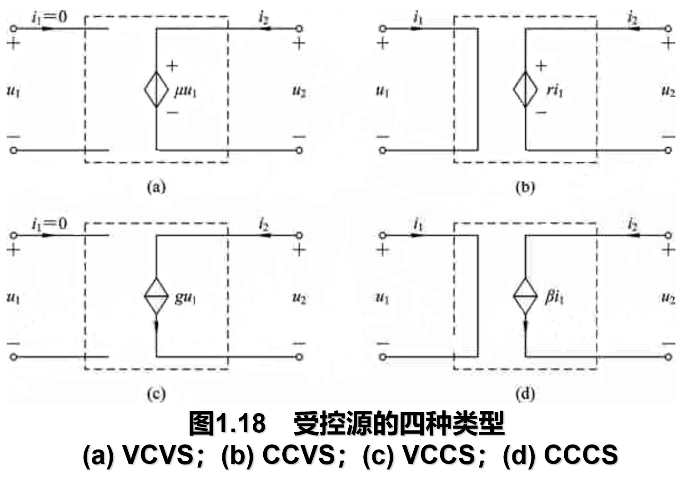 i₁=0 i₂ i₁ i₂
+ + + +
u₁ + μu₁ − u₂ u₁ + ri₁ − u₂
− − − −
(a) (b)
i₁=0 i₂ i₁ i₂
+ + + +
u₁ gu₁ u₂ u₁ βi₁ u₂
− − − −
(c) (d)
图1.18 受控源的四种类型
(a) VCVS；(b) CCVS；(c) VCCS；(d) CCCS